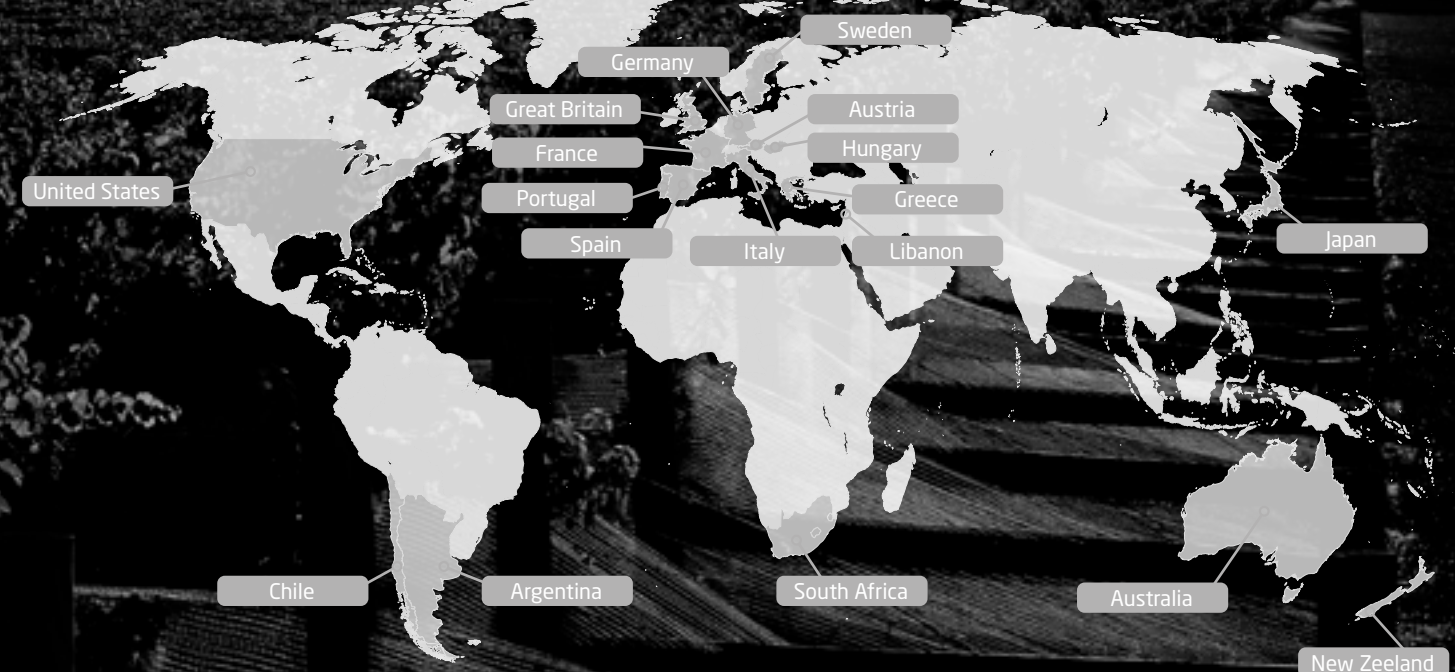 Sweden
Germany
Great Britain
Austria
France
Hungary
United States
Portugal
Greece
Spain
Italy
Libanon
Japan
Chile
Argentina
South Africa
Australia
New Zeeland